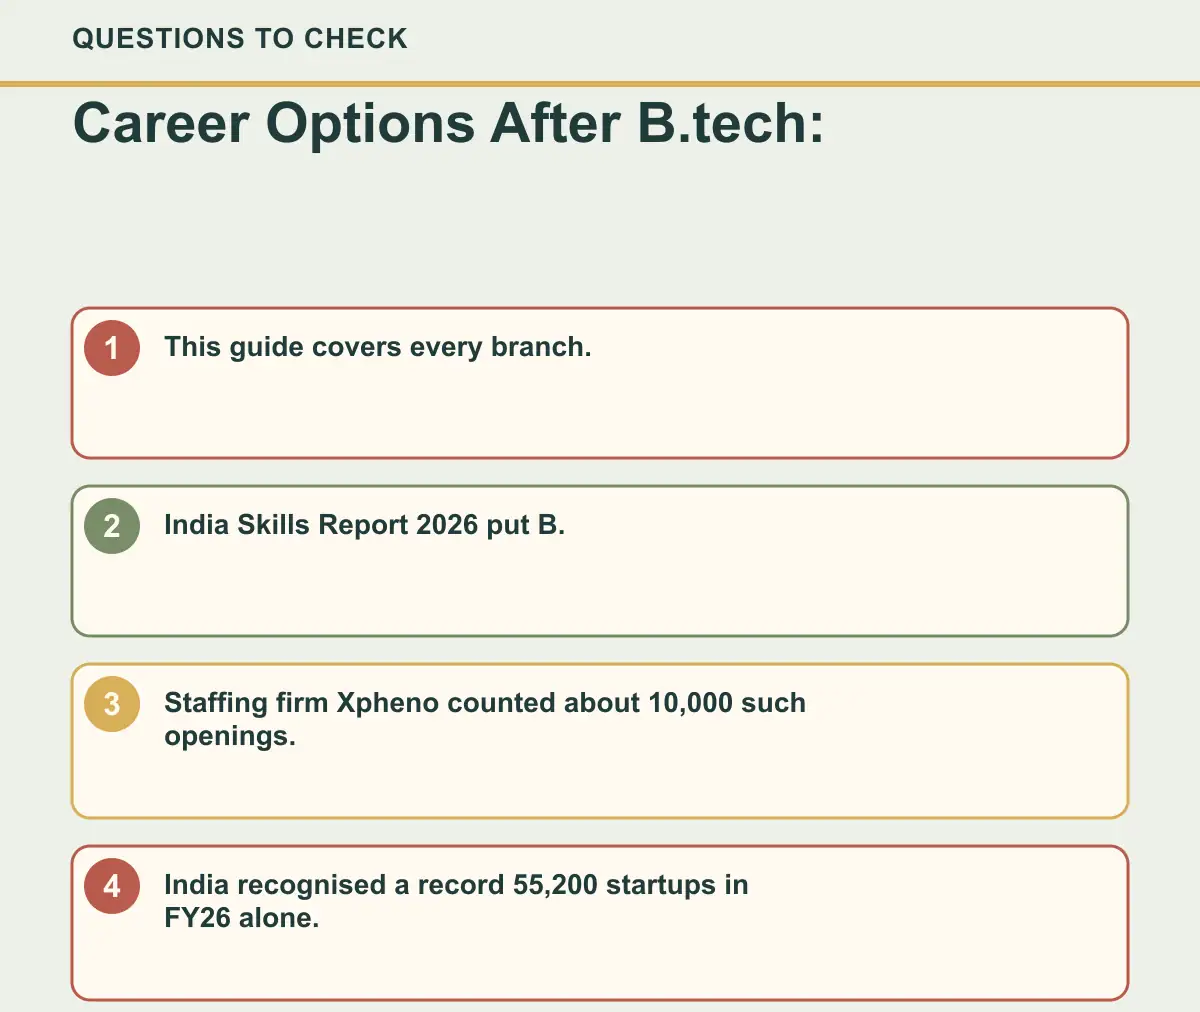 QUESTIONS TO CHECK
Career Options After B.tech:
1
This guide covers every branch.
2
India Skills Report 2026 put B.
3
Staffing firm Xpheno counted about 10,000 such
openings.
4
India recognised a record 55,200 startups in
FY26 alone.